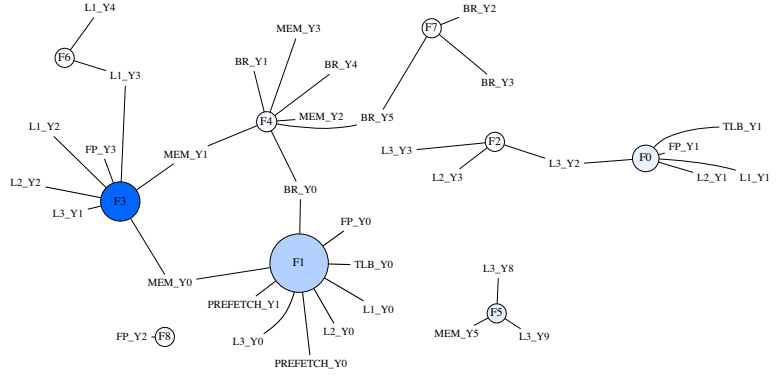 L1_Y4
BR_Y2
F7
MEM_Y3
F6
BR_Y1
BR_Y4
L1_Y3
BR_Y3
MEM_Y2
BR_Y5
F4
L1_Y2
TLB_Y1
FP_Y3
L3_Y3
F2
FP_Y1
MEM_Y1
F0
L3_Y2
L2_Y3
L2_Y1
L1_Y1
L2_Y2
BR_Y0
F3
L3_Y1
FP_Y0
F1
TLB_Y0
L3_Y8
MEM_Y0
PREFETCH_Y1
L1_Y0
F5
L2_Y0
MEM_Y5
L3_Y9
FP_Y2
F8
L3_Y0
PREFETCH_Y0